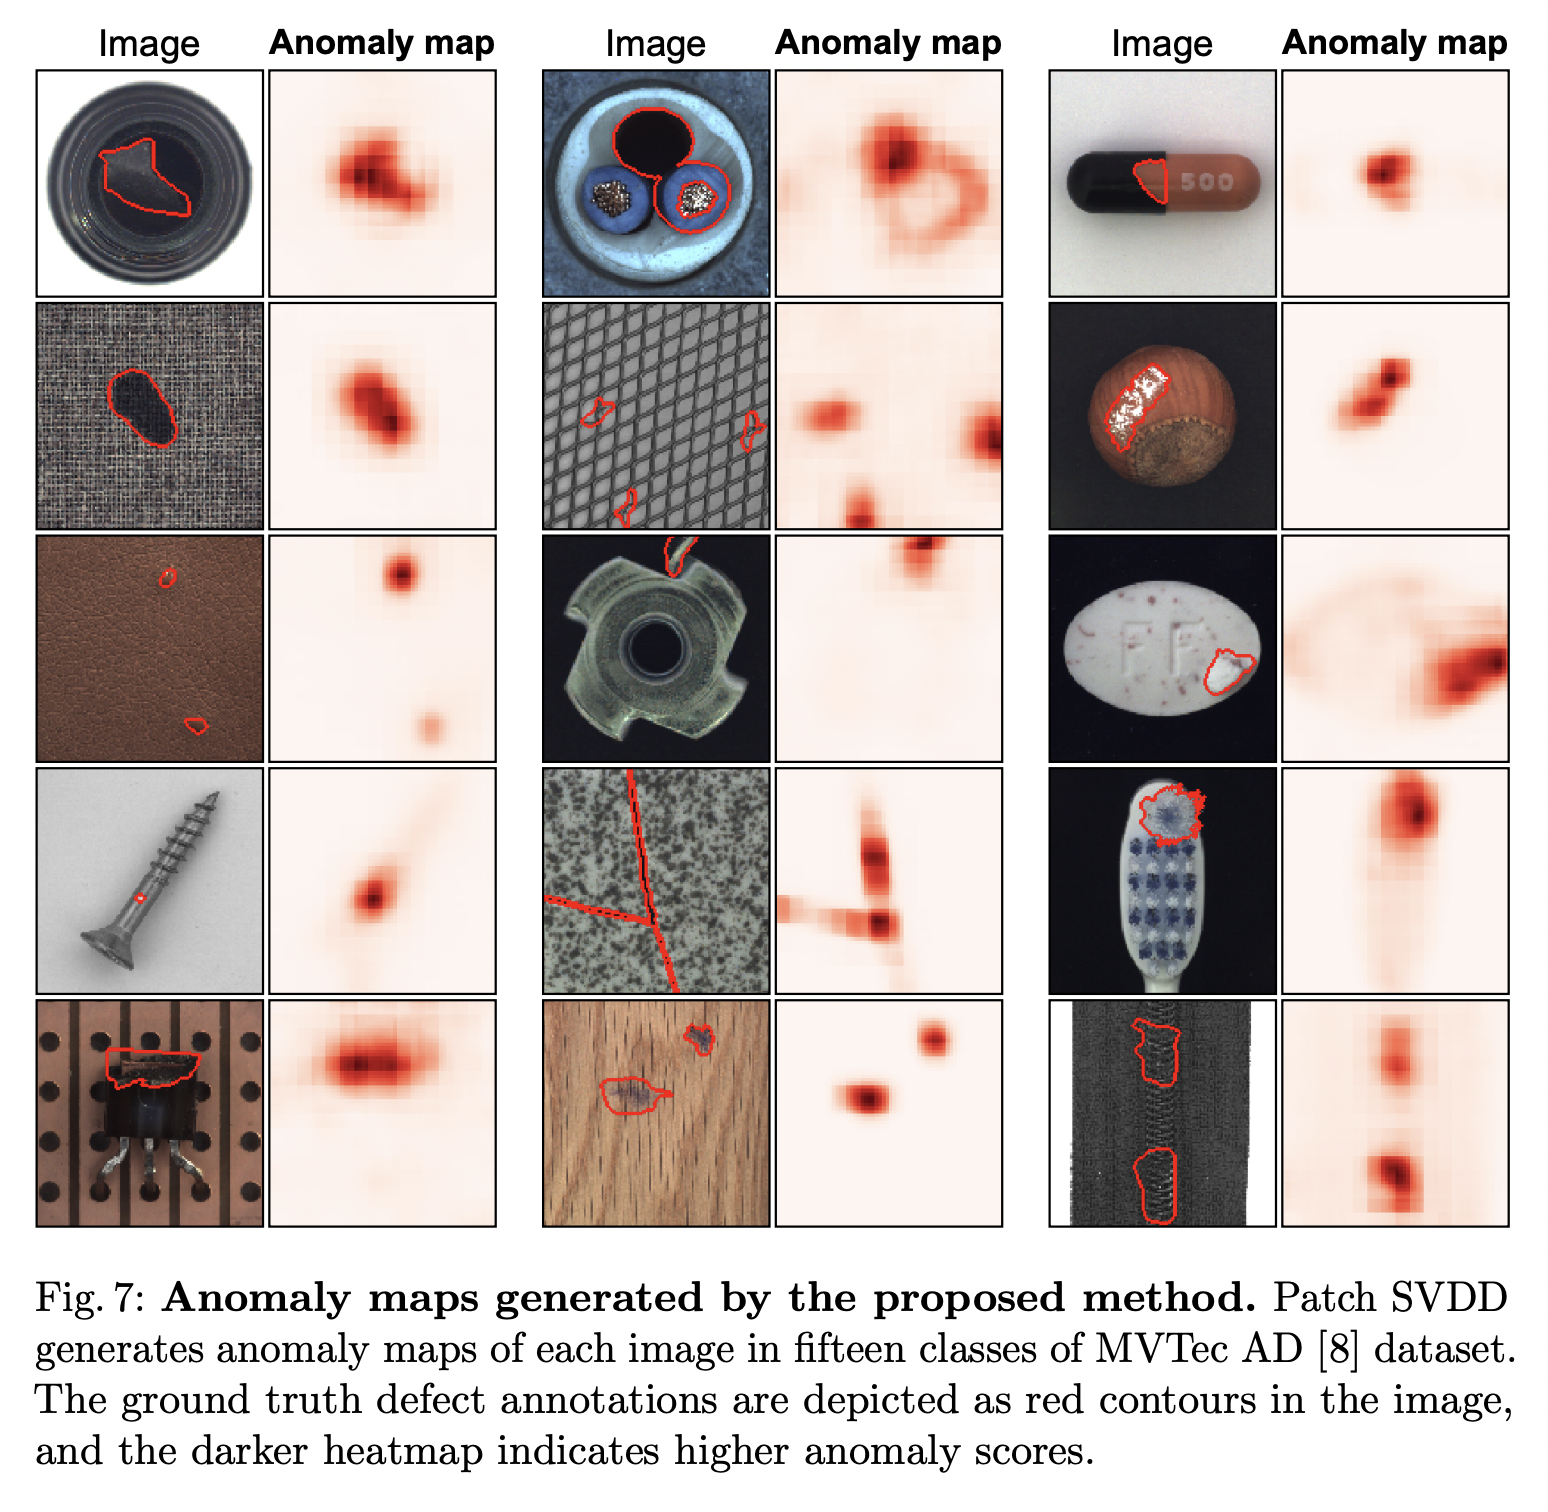 Image Anomaly map Image Anomaly map Image Anomaly map
500
FF
Fig. 7: Anomaly maps generated by the proposed method. Patch SVDD
generates anomaly maps of each image in fifteen classes of MVTec AD [8] dataset.
The ground truth defect annotations are depicted as red contours in the image,
and the darker heatmap indicates higher anomaly scores.